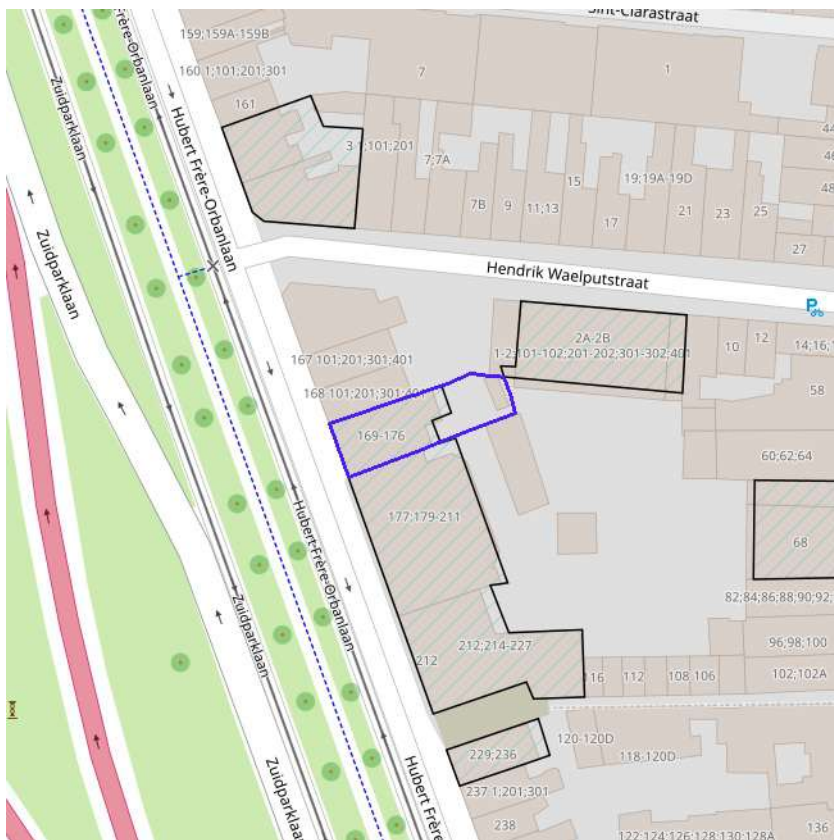 Sint-Clarastraat
159;159A-159B
160 1;101;201;301
161
7
1
3 1;101;201
7;7A
15
19;19A-19D
7B
9
11;13
17
21
23
25
27
44
46
48
Frère-Orbanlaan
Zuidparklaan
Hubert Frère-Orbanlaan
Zuidparklaan
Hendrik Waelputstraat
P
2A-2B
1-2;101-102;201-202;301-302;401
10
12
14;16;1
58
167 101;201;301;401
168 101;201;301;401
169-176
60;62;64
177;179-211
68
Hubert Frère-Orbanlaan
Zuidparklaan
82;84;86;88;90;92;
96;98;100
102;102A
212;214-227
212
116
112
108
106
229;236
120-120D
118-120D
237 1;201;301
238
122;124;126;128;130;128A
136
Zuidparklaan
Hubert Frère